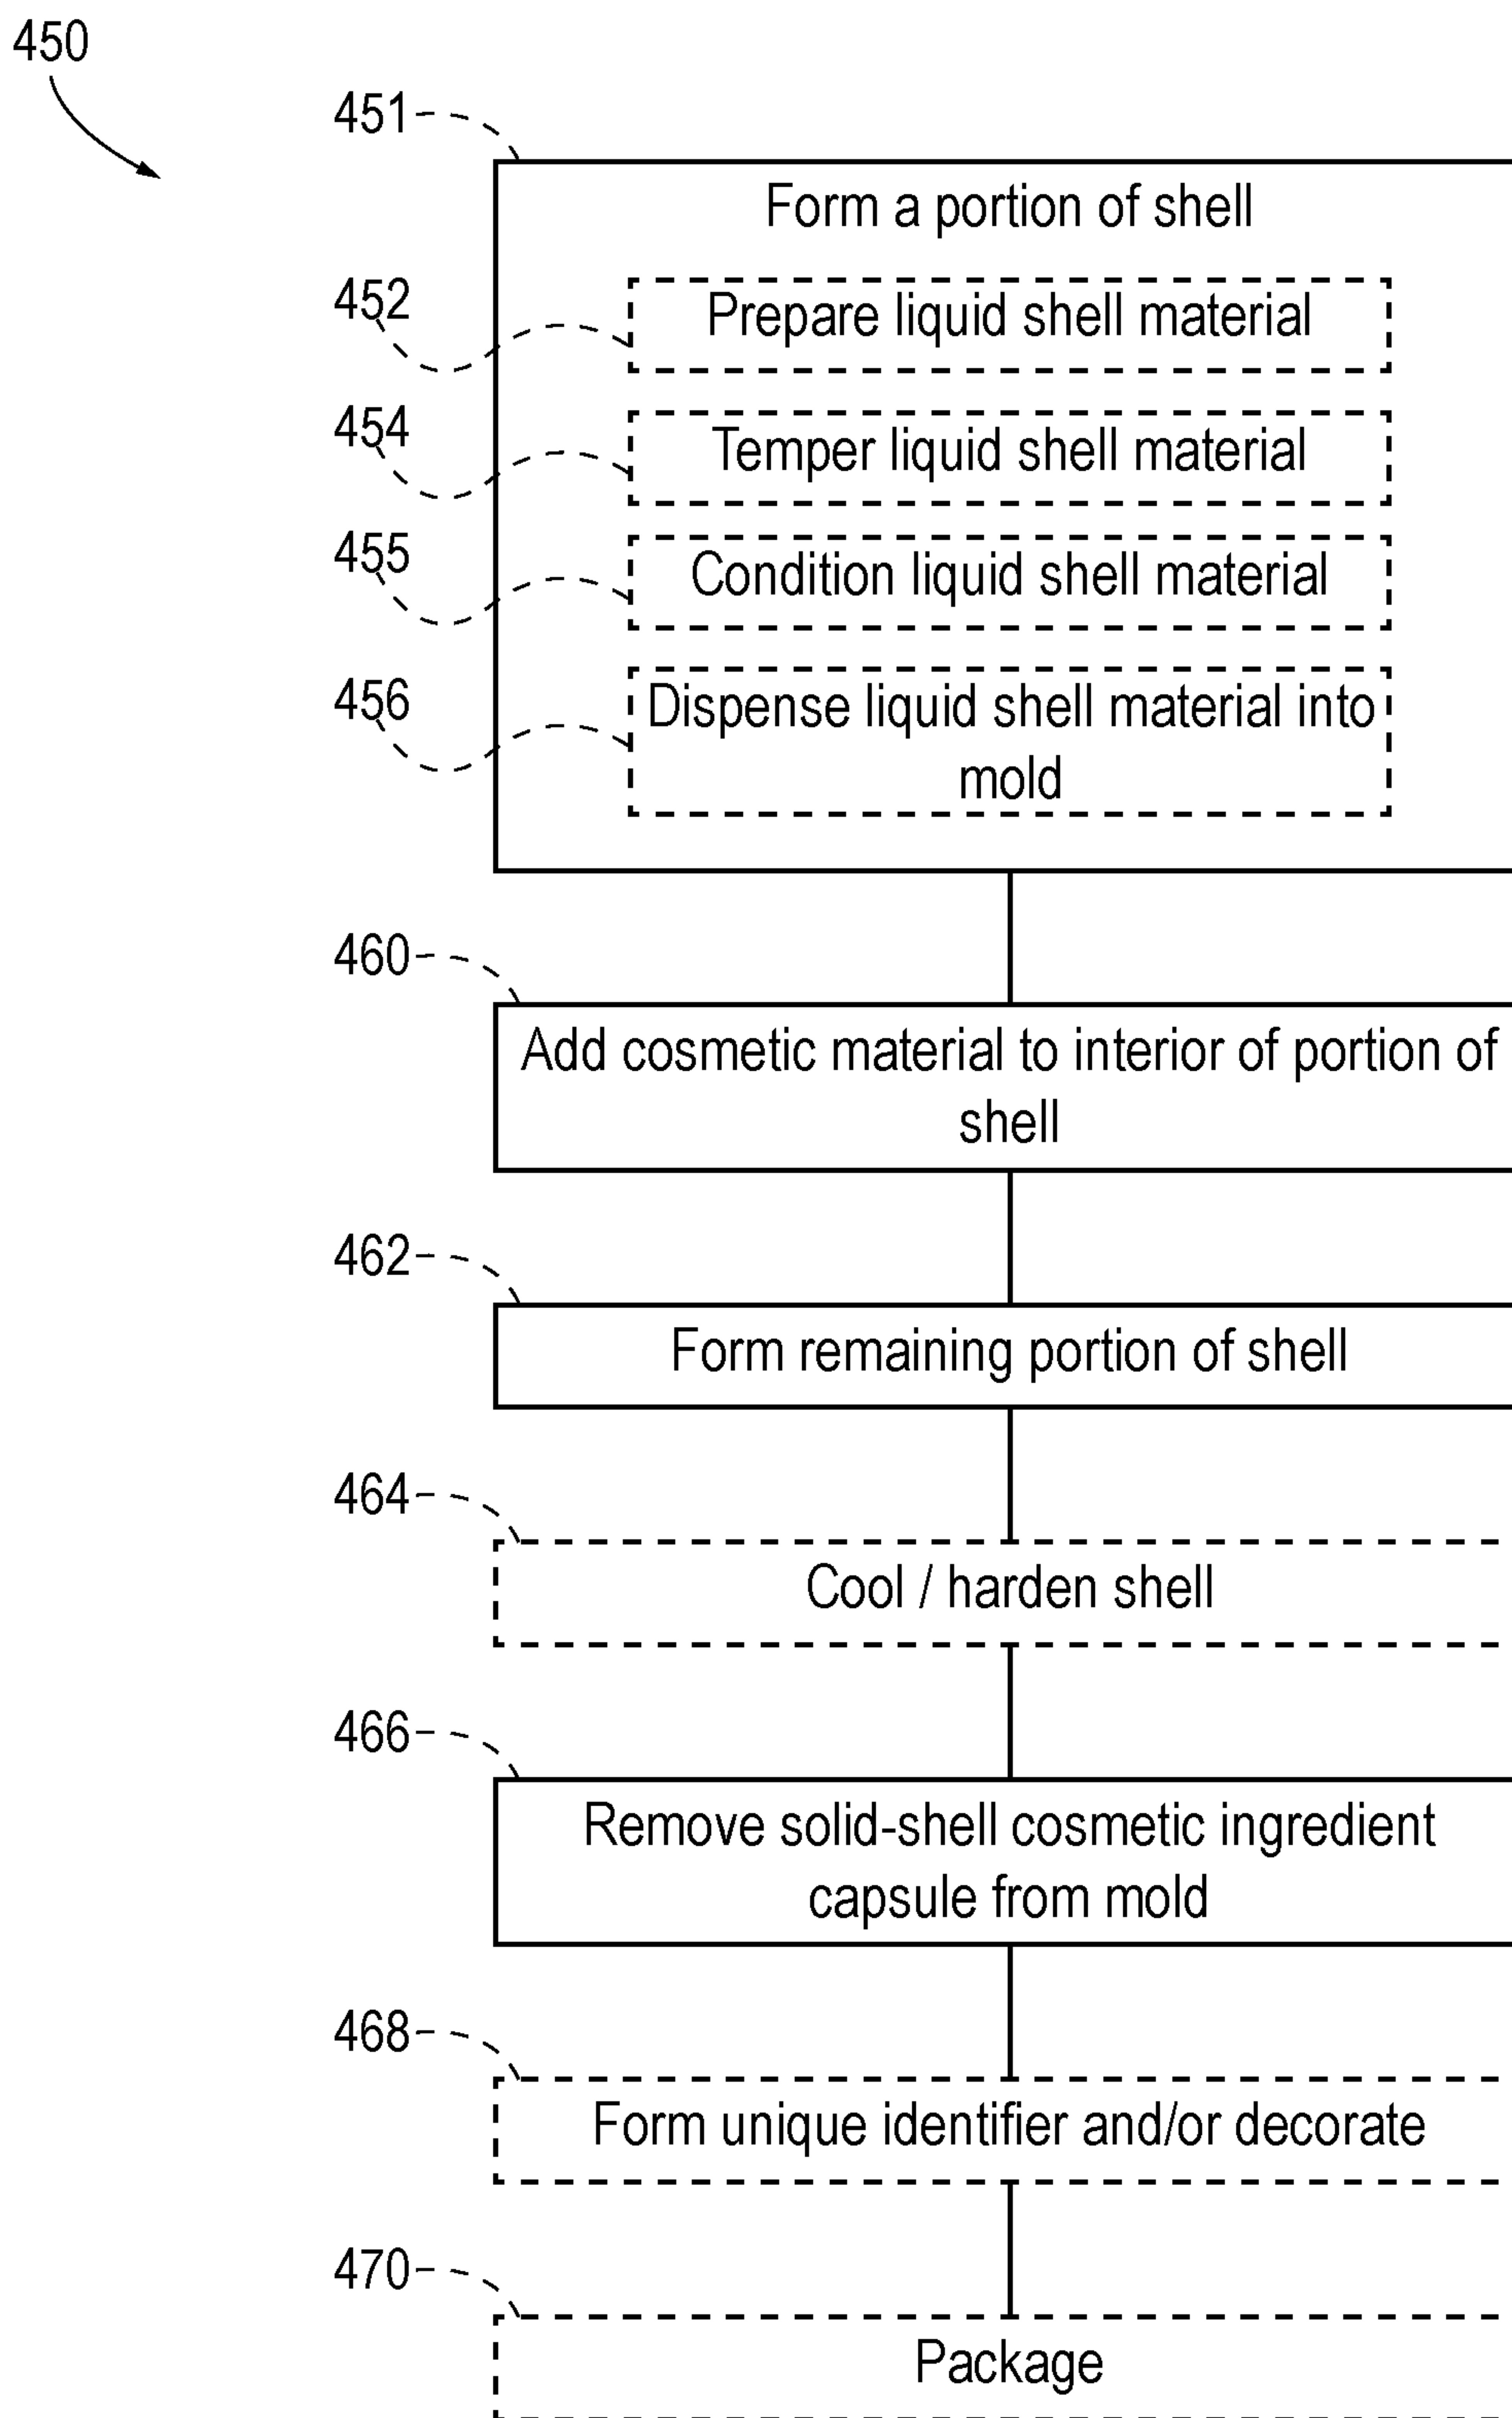 450
451
Form a portion of shell
452
Prepare liquid shell material
454
Temper liquid shell material
455
Condition liquid shell material
456
Dispense liquid shell material into
mold
460
Add cosmetic material to interior of portion of
shell
462
Form remaining portion of shell
464
Cool / harden shell
466
Remove solid-shell cosmetic ingredient
capsule from mold
468
Form unique identifier and/or decorate
470
Package